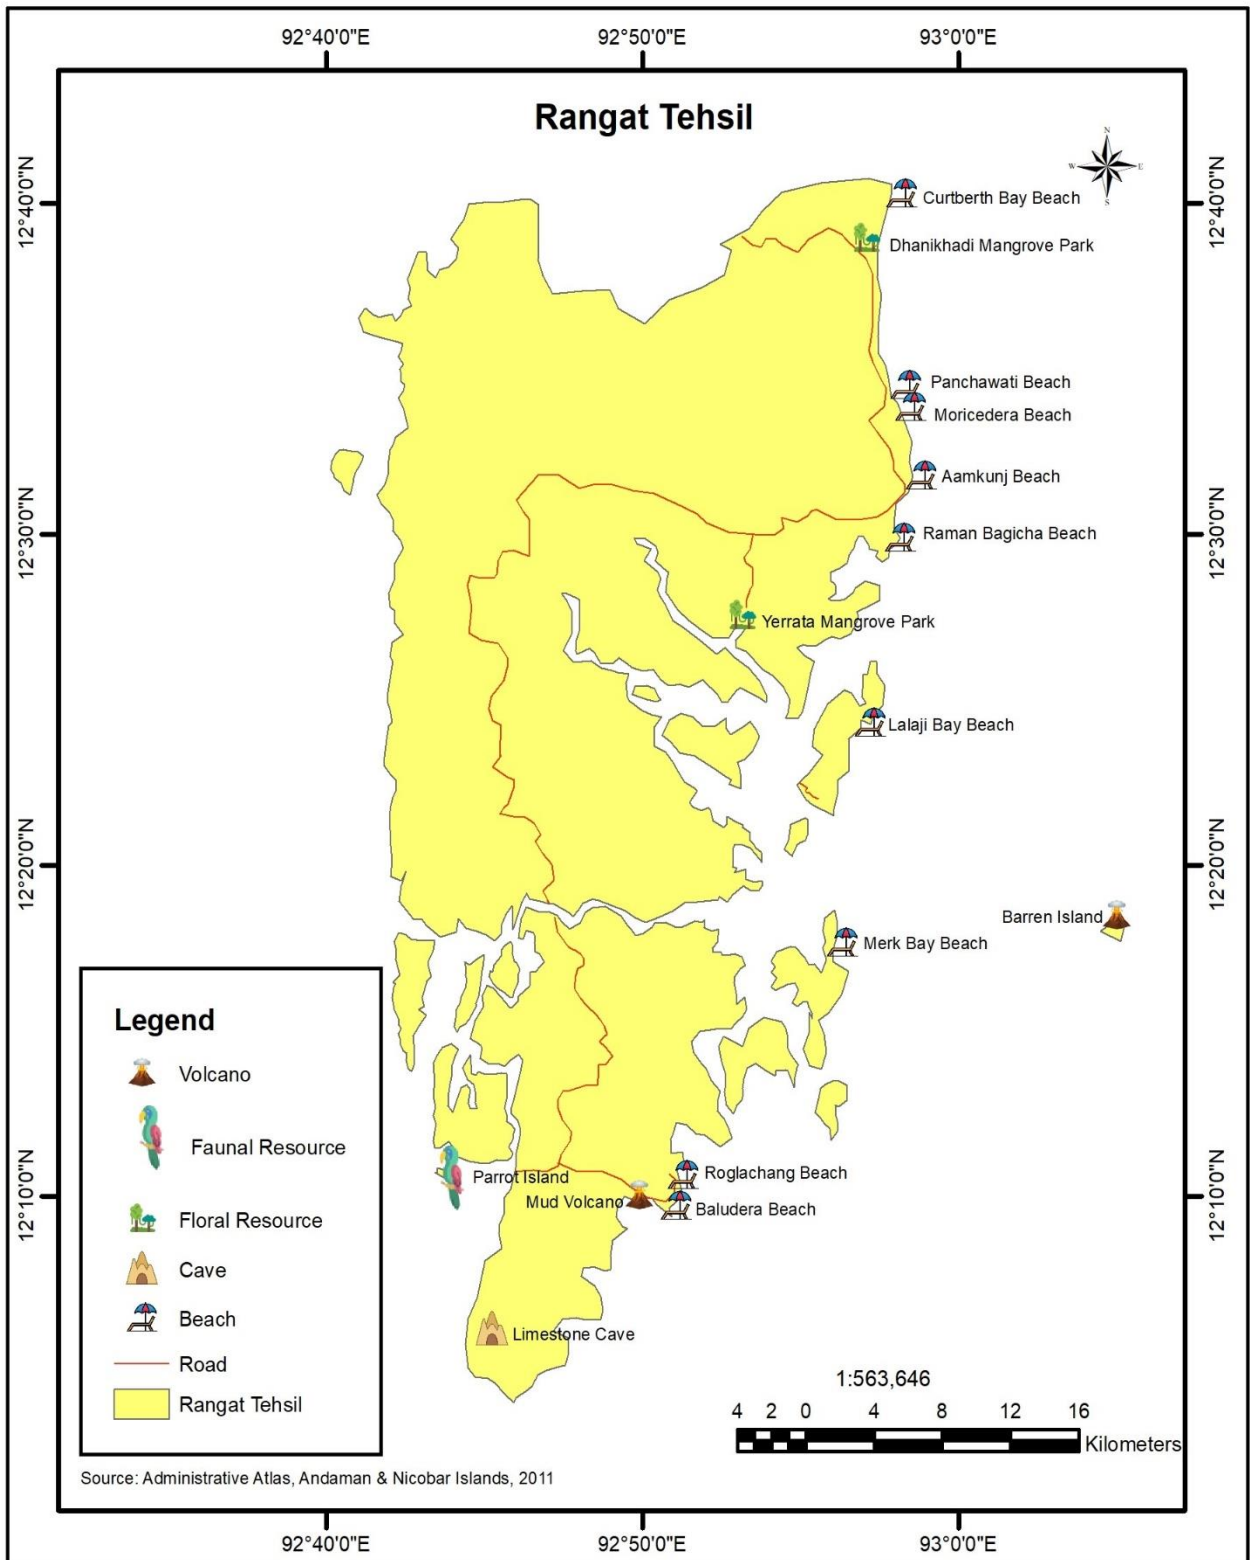 92°40'0"E 92°50'0"E 93°0'0"E
Rangat Tehsil
N
W E
S
12°40'0"N 12°40'0"N
Curtberth Bay Beach
Dhanikhadi Mangrove Park
Panchawati Beach
Moricedera Beach
Aamkunj Beach
12°30'0"N 12°30'0"N
Raman Bagicha Beach
Yerrata Mangrove Park
Lalaji Bay Beach
12°20'0"N 12°20'0"N
Barren Island
Merk Bay Beach
Roglachang Beach
Parrot Island
12°10'0"N 12°10'0"N
Mud Volcano
Baludera Beach
Limestone Cave
Legend
Volcano
Faunal Resource
Floral Resource
Cave
Beach
Road
Rangat Tehsil
1:563,646
4 2 0 4 8 12 16
Kilometers
Source: Administrative Atlas, Andaman & Nicobar Islands, 2011
92°40'0"E 92°50'0"E 93°0'0"E